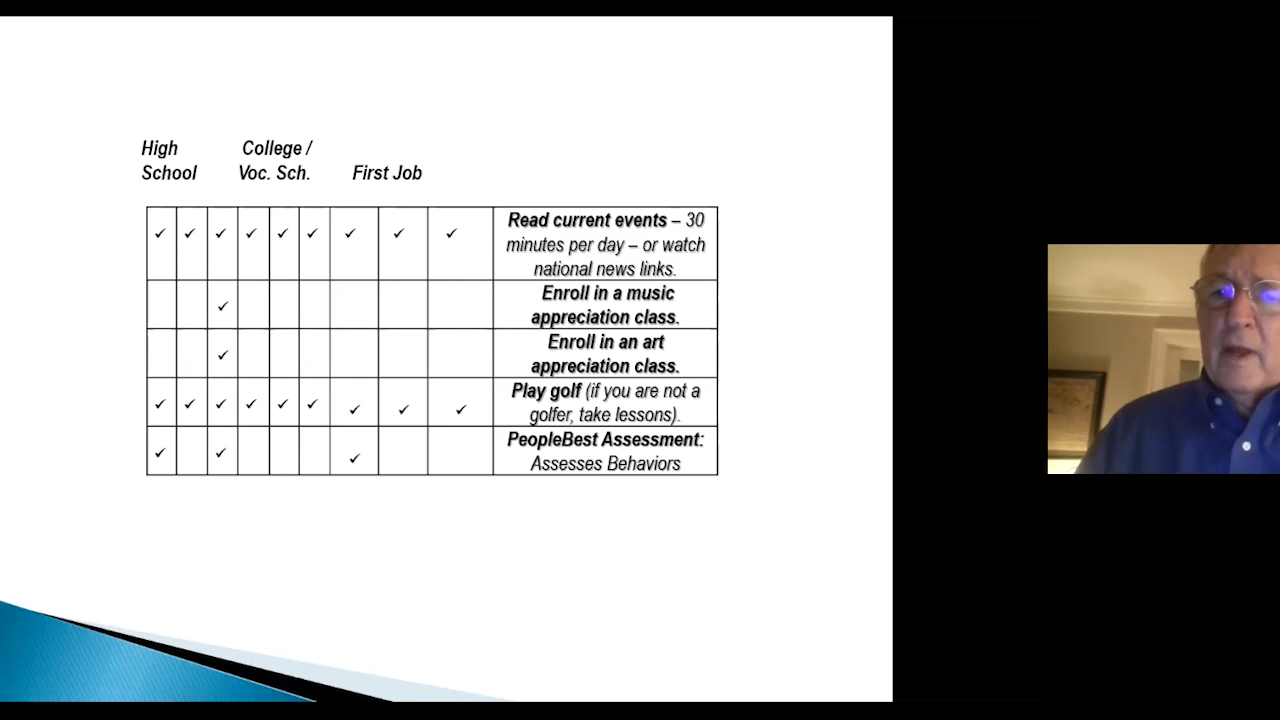 High College /
School Voc. Sch. First Job
✓ ✓ ✓ ✓ ✓ ✓ ✓ ✓ ✓ Read current events – 30
minutes per day – or watch
national news links.
✓ Enroll in a music
appreciation class.
✓ Enroll in an art
appreciation class.
✓ ✓ ✓ ✓ ✓ ✓ ✓ ✓ ✓ Play golf (if you are not a
golfer, take lessons).
✓ ✓ ✓ PeopleBest Assessment:
Assesses Behaviors